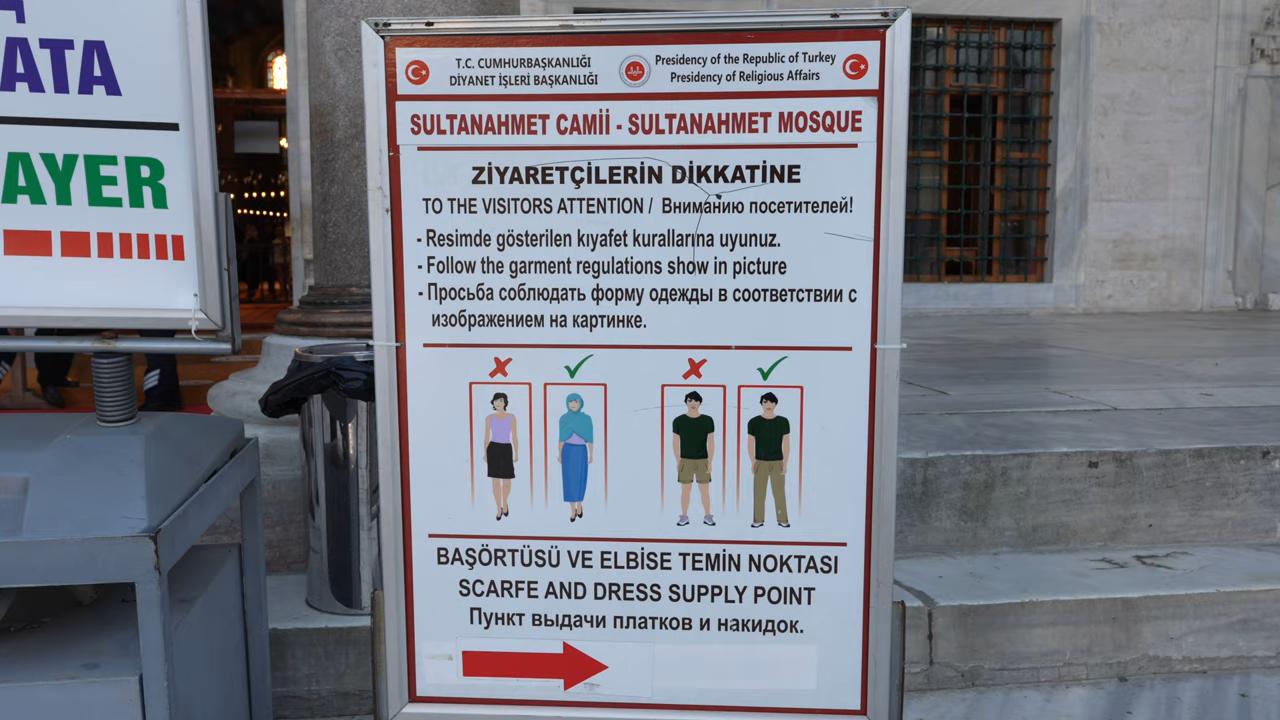 ATA
AYER
T.C. CUMHURBAŞKANLIĞI
DİYANET İŞLERİ BAŞKANLIĞI
Presidency of the Republic of Turkey
Presidency of Religious Affairs
SULTANAHMET CAMİİ - SULTANAHMET MOSQUE
ZİYARETÇİLERİN DİKKATİNE
TO THE VISITORS ATTENTION / Вниманию посетителей!
- Resimde gösterilen kıyafet kurallarına uyunuz.
- Follow the garment regulations show in picture
- Просьба соблюдать форму одежды в соответствии с
изображением на картинке.
BAŞÖRTÜSÜ VE ELBİSE TEMİN NOKTASI
SCARFE AND DRESS SUPPLY POINT
Пункт выдачи платков и накидок.